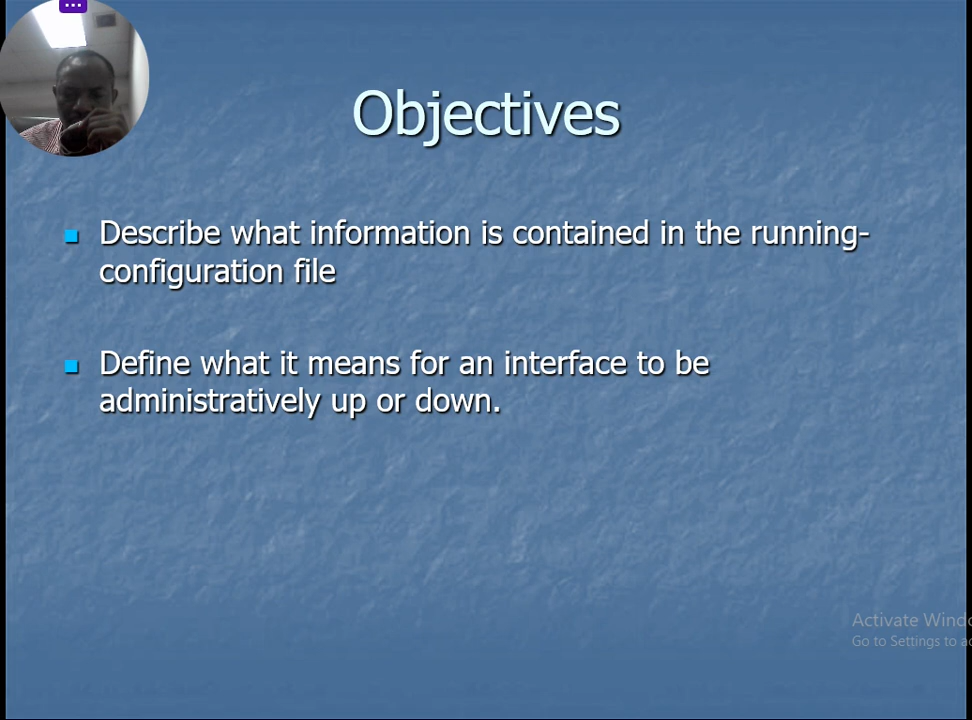 Objectives
Describe what information is contained in the running-
configuration file
Define what it means for an interface to be
administratively up or down.
Activate Windo
Go to Settings to a